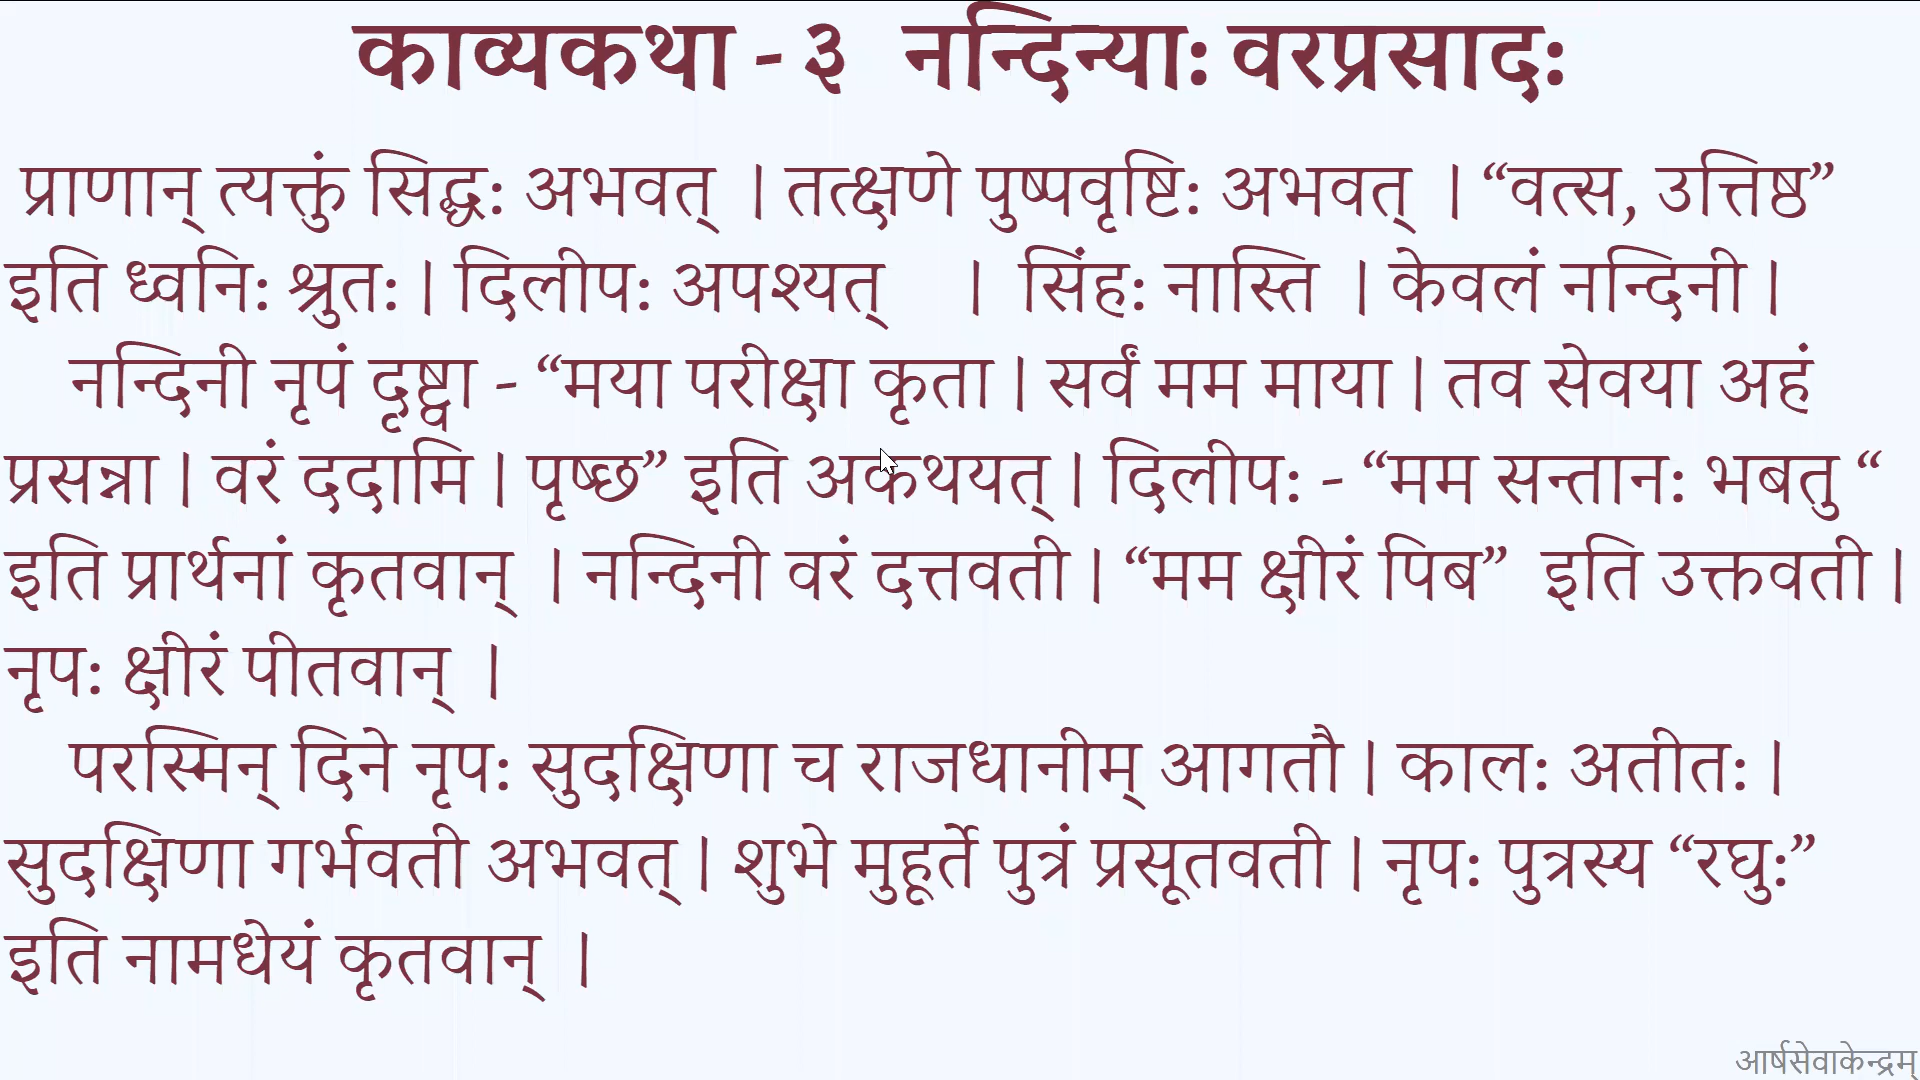 काव्यकथा - ३ नन्दिन्याः वरप्रसादः
प्राणान् त्यक्तुं सिद्धः अभवत् | तत्क्षणे पुष्पवृष्टिः अभवत् | “वत्स, उत्तिष्ठ”
इति ध्वनिः श्रुतः | दिलीपः अपश्यत् | सिंहः नास्ति | केवलं नन्दिनी |
नन्दिनी नृपं दृष्ट्वा - “मया परीक्षा कृता | सर्वं मम माया | तव सेवया अहं
प्रसन्ना | वरं ददामि | पृष्छ” इति अकथयत् | दिलीपः - “मम सन्तानः भबतु “
इति प्रार्थनां कृतवान् | नन्दिनी वरं दत्तवती | “मम क्षीरं पिब” इति उक्तवती |
नृपः क्षीरं पीतवान् |
परस्मिन् दिने नृपः सुदक्षिणा च राजधानीम् आगतौ | कालः अतीतः |
सुदक्षिणा गर्भवती अभवत् | शुभे मुहूर्ते पुत्रं प्रसूतवती | नृपः पुत्रस्य “रघुः”
इति नामधेयं कृतवान् |
आर्षसेवाकेन्द्रम्